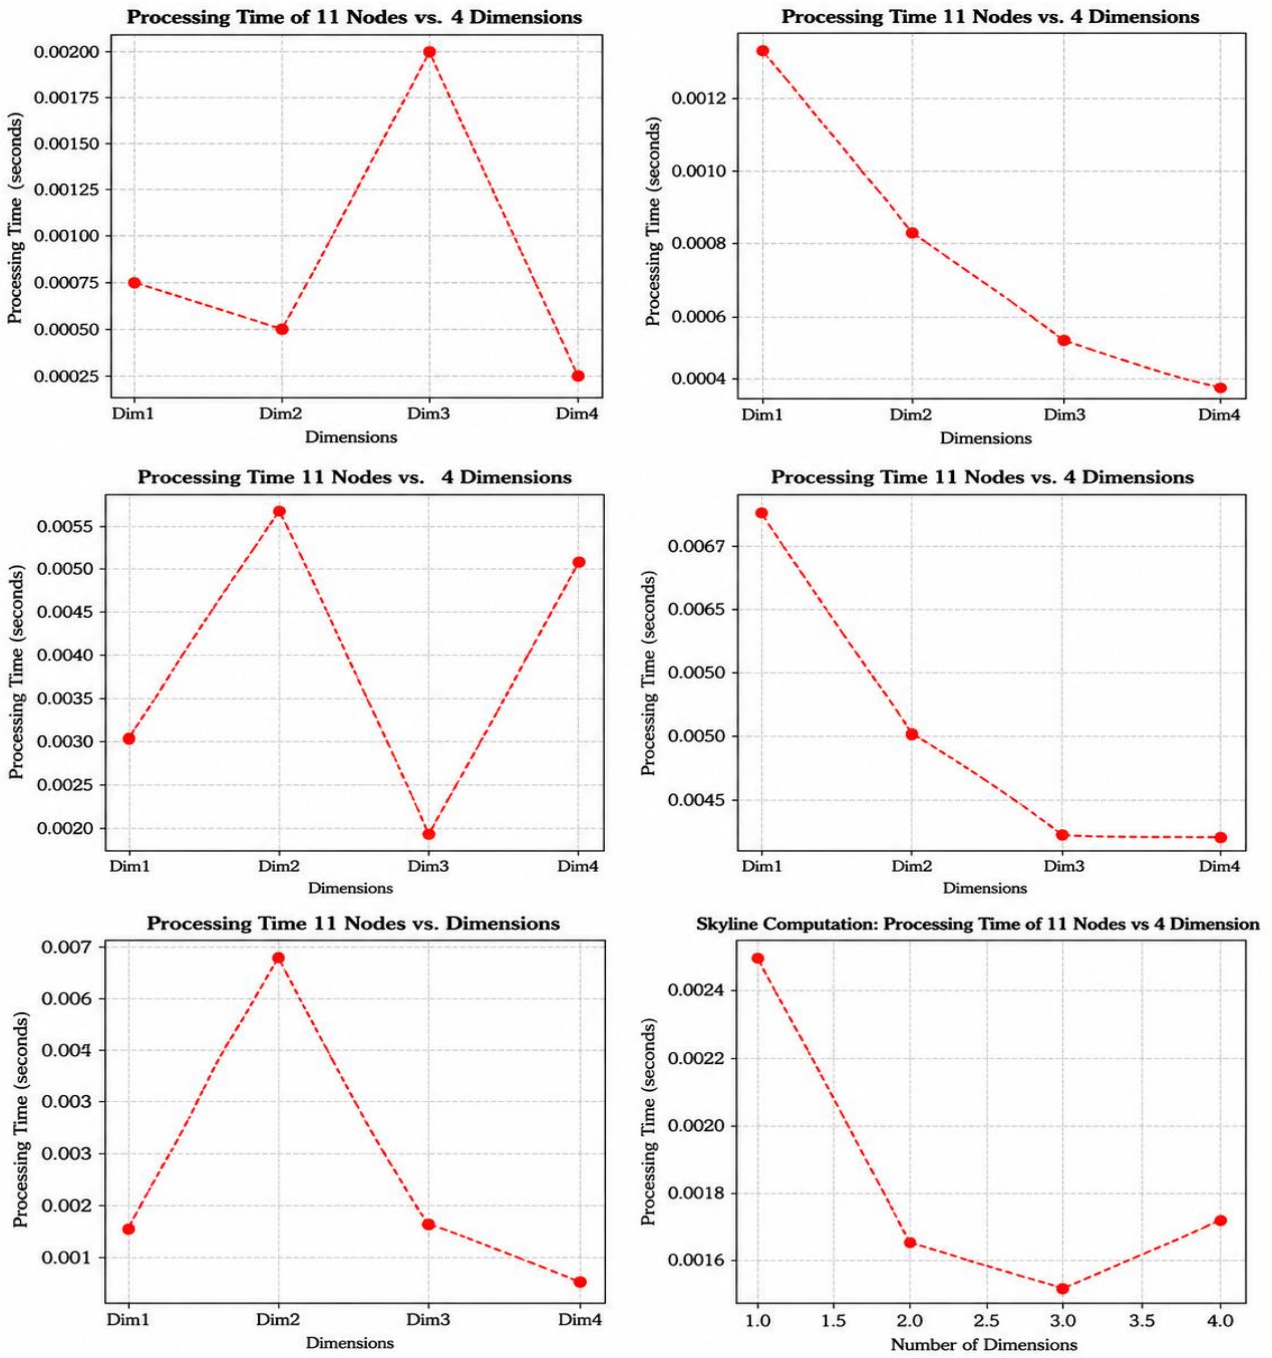 Processing Time of 11 Nodes vs. 4 Dimensions
0.00200
0.00175
0.00150
0.00125
0.00100
0.00075
0.00050
0.00025
Processing Time (seconds)
Dim1 Dim2 Dim3 Dim4
Dimensions
Processing Time 11 Nodes vs. 4 Dimensions
0.0012
0.0010
0.0008
0.0006
0.0004
Processing Time (seconds)
Dim1 Dim2 Dim3 Dim4
Dimensions
Processing Time 11 Nodes vs. 4 Dimensions
0.0055
0.0050
0.0045
0.0040
0.0035
0.0030
0.0025
0.0020
Processing Time (seconds)
Dim1 Dim2 Dim3 Dim4
Dimensions
Processing Time 11 Nodes vs. 4 Dimensions
0.0067
0.0065
0.0050
0.0050
0.0045
Processing Time (seconds)
Dim1 Dim2 Dim3 Dim4
Dimensions
Processing Time 11 Nodes vs. Dimensions
0.007
0.006
0.004
0.003
0.003
0.002
0.001
Processing Time (seconds)
Dim1 Dim2 Dim3 Dim4
Dimensions
Skyline Computation: Processing Time of 11 Nodes vs 4 Dimension
0.0024
0.0022
0.0020
0.0018
0.0016
Processing Time (seconds)
1.0 1.5 2.0 2.5 3.0 3.5 4.0
Number of Dimensions